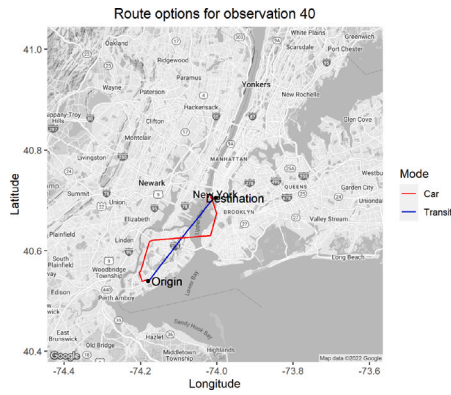 Route options for observation 40
41.0
40.8
40.6
40.4
Latitude
-74.4
-74.2
-74.0
-73.8
-73.6
Longitude
Mode
Car
Transit
White Plains
Greenwich
Oakland
Ridgewood
Scarsdale
Port Chester
Wayne
Paramus
Paterson
Hackensack
Yonkers
New Rochelle
Clifton
Glen Cove
Montclair
Livingston
MANHATTAN
Newark
Summit
Union
New York
Destination
QUEENS
Garden City
BROOKLYN
Elizabeth
Valley Stream
Plainfield
Linden
Long Beach
Woodbridge
Township
Edison
Perth Amboy
Origin
Lower Bay
East
Brunswick
Old Bridge
Sandy Hook Bay
Hazlet
Highlands
Middletown
Township
Google
Map data ©2022 Google